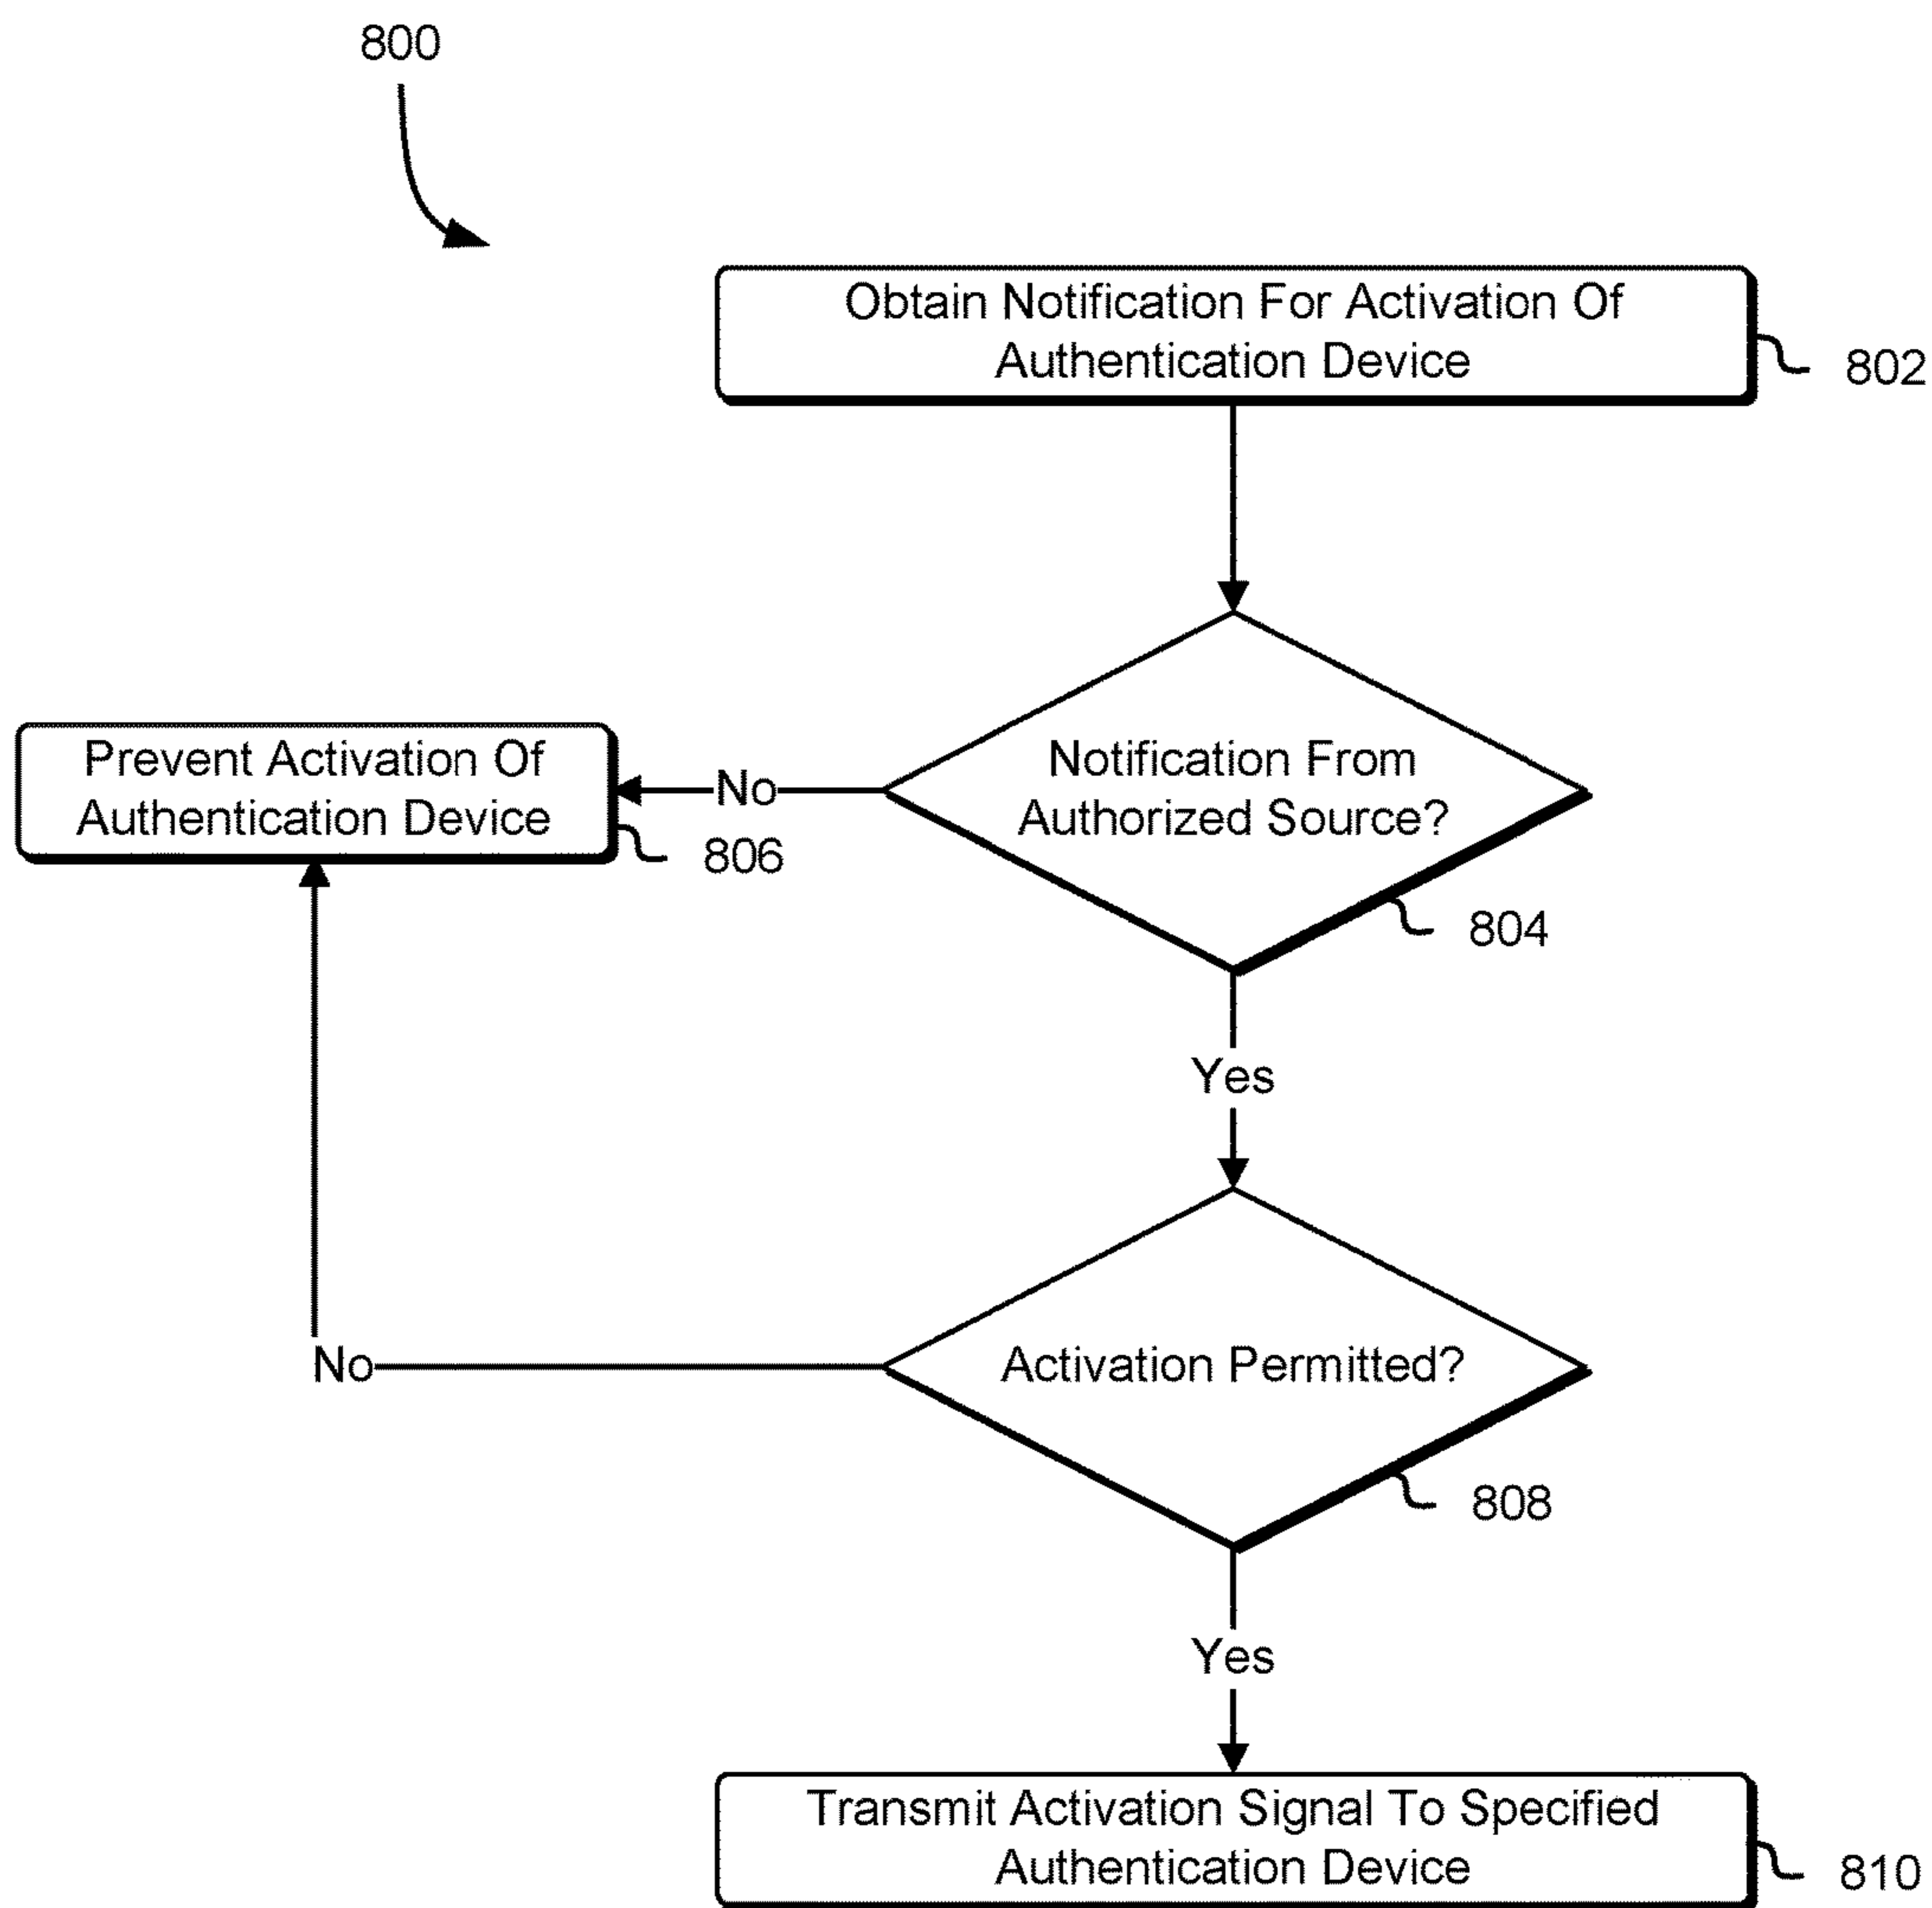 800
Obtain Notification For Activation Of
Authentication Device
802
Notification From
Authorized Source?
804
No
Prevent Activation Of
Authentication Device
806
Yes
Activation Permitted?
808
No
Yes
Transmit Activation Signal To Specified
Authentication Device
810